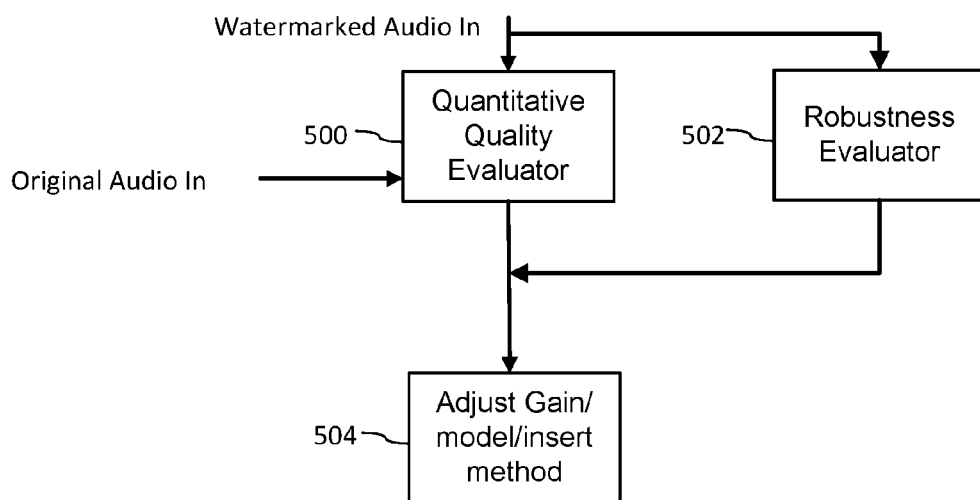 Watermarked Audio In
Quantitative
Quality
Evaluator
500
Robustness
Evaluator
502
Original Audio In
Adjust Gain/
model/insert
method
504